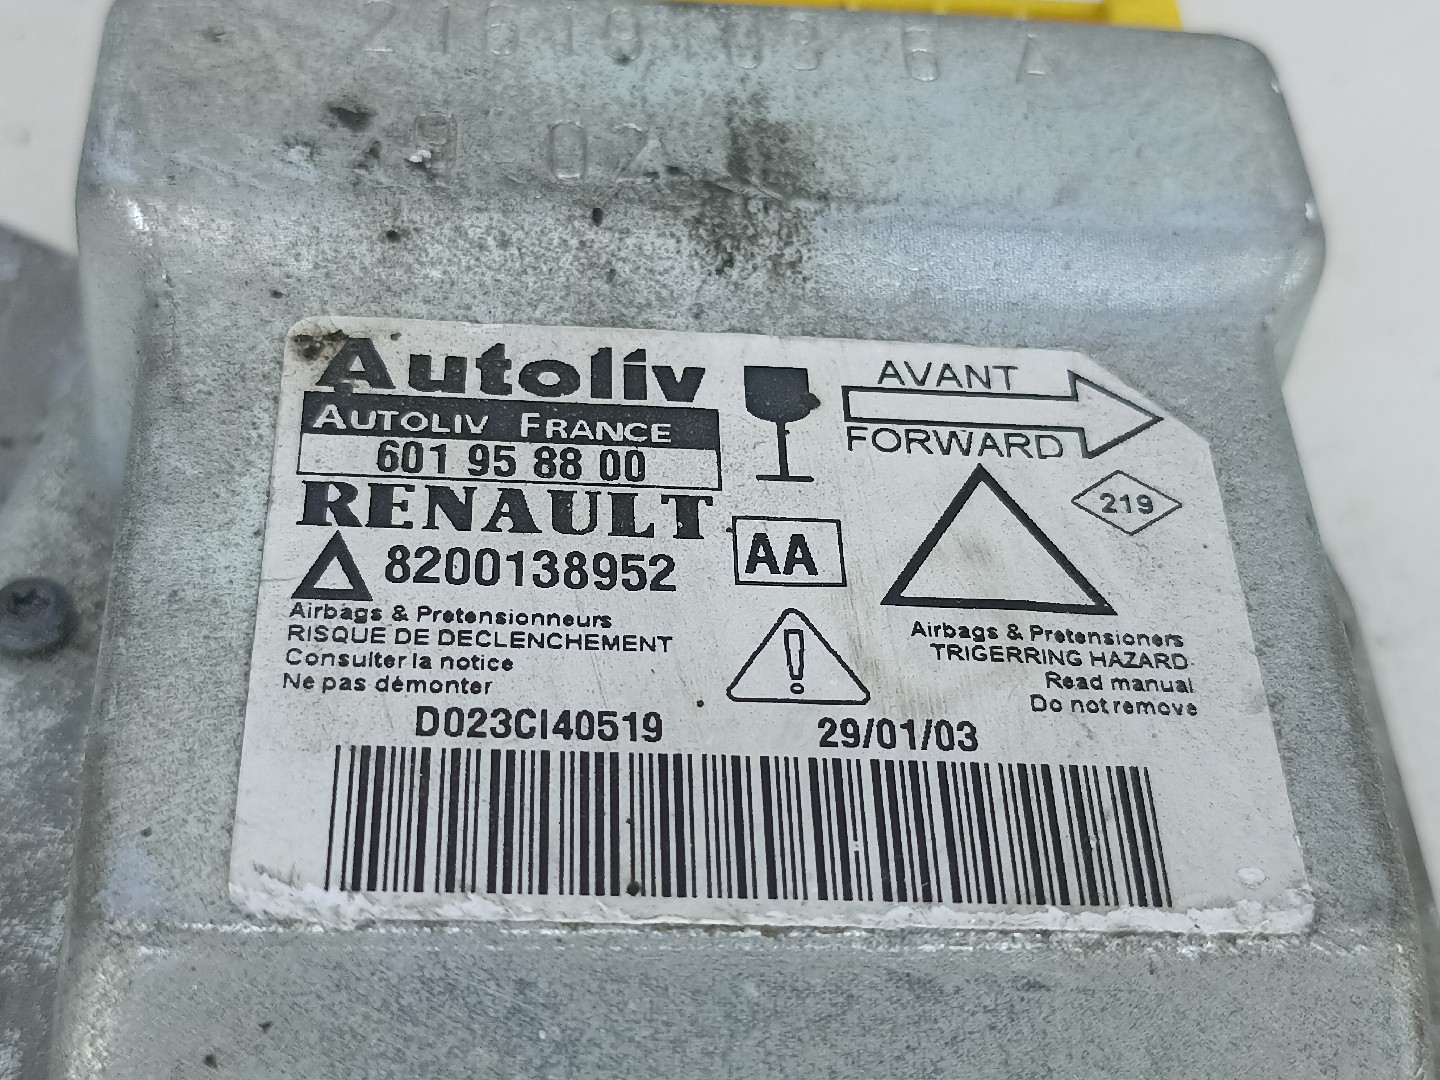 Autoliv
AUTOLIV FRANCE
601 95 88 00
RENAULT
8200138952
AA
AVANT
FORWARD
219
Airbags & Pretensionneurs
RISQUE DE DECLENCHEMENT
Consulter la notice
Ne pas démonter
Airbags & Pretensioners
TRIGERRING HAZARD
Read manual
Do not remove
D023CI40519
29/01/03